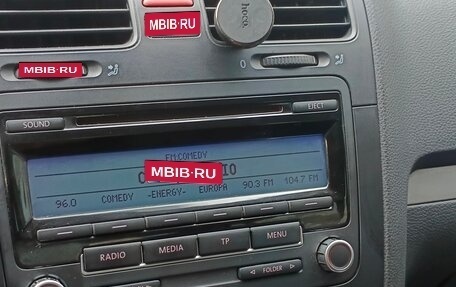 hoco.
MBIB.RU
MBIB.RU
0
SOUND
EJECT
FM:COMEDY
MBIB.RU
96.0 COMEDY -ENERGY- EUROPA 90.3 FM 104.7 FM
RADIO MEDIA TP MENU
FOLDER